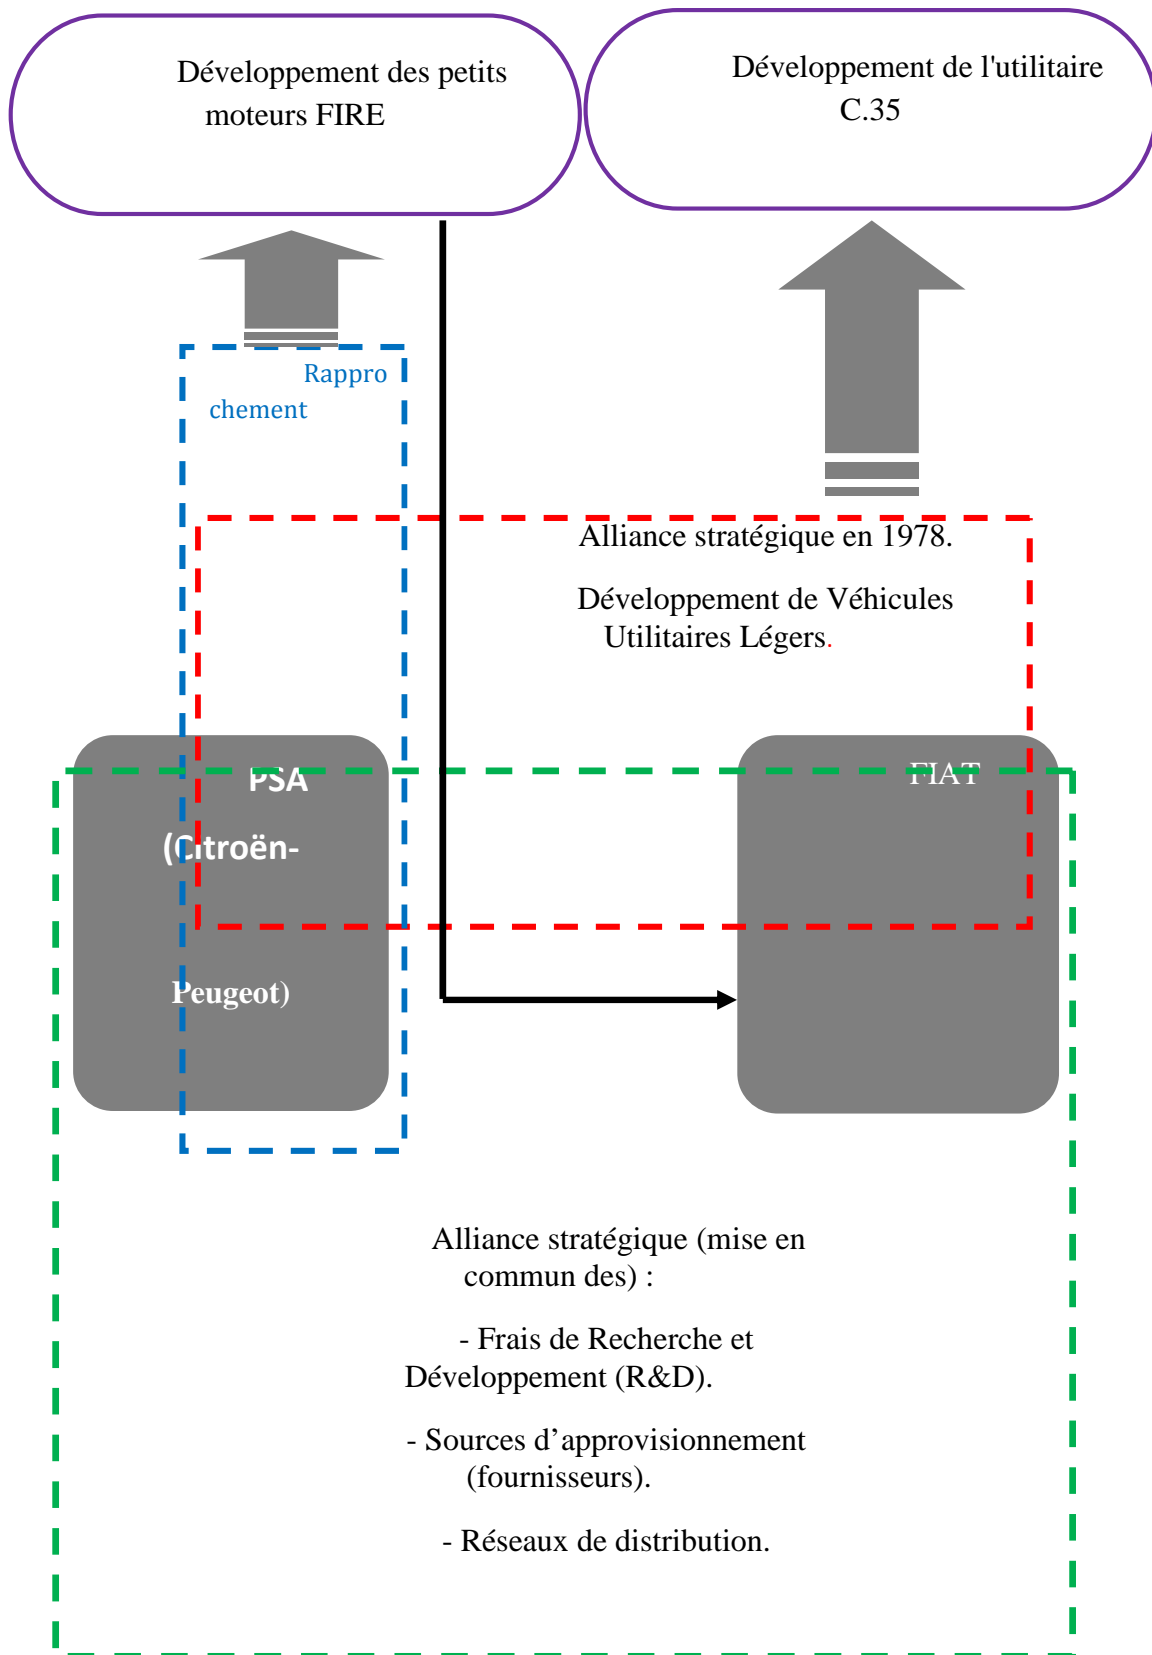 Développement des petits
moteurs FIRE
Développement de l'utilitaire
C.35
Rappro
chement
Alliance stratégique en 1978.
Développement de Véhicules
Utilitaires Légers.
PSA
(Citroën-
Peugeot)
FIAT
Alliance stratégique (mise en
commun des) :
- Frais de Recherche et
Développement (R&D).
- Sources d’approvisionnement
(fournisseurs).
- Réseaux de distribution.